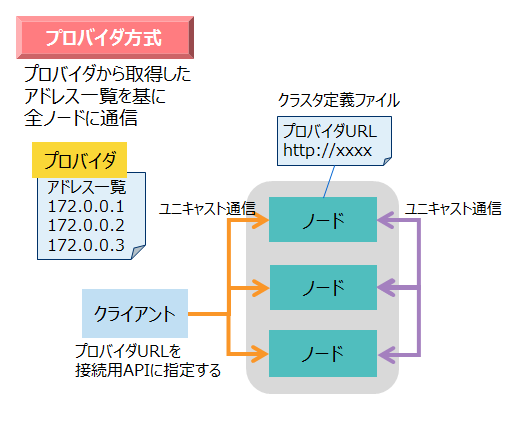 プロバイダ方式
プロバイダから取得した
アドレス一覧を基に
全ノードに通信
クラスタ定義ファイル
プロバイダURL
http://xxxx
プロバイダ
アドレス一覧
172.0.0.1
172.0.0.2
172.0.0.3
ユニキャスト通信
ユニキャスト通信
ノード
ノード
ノード
クライアント
プロバイダURLを
接続用APIに指定する